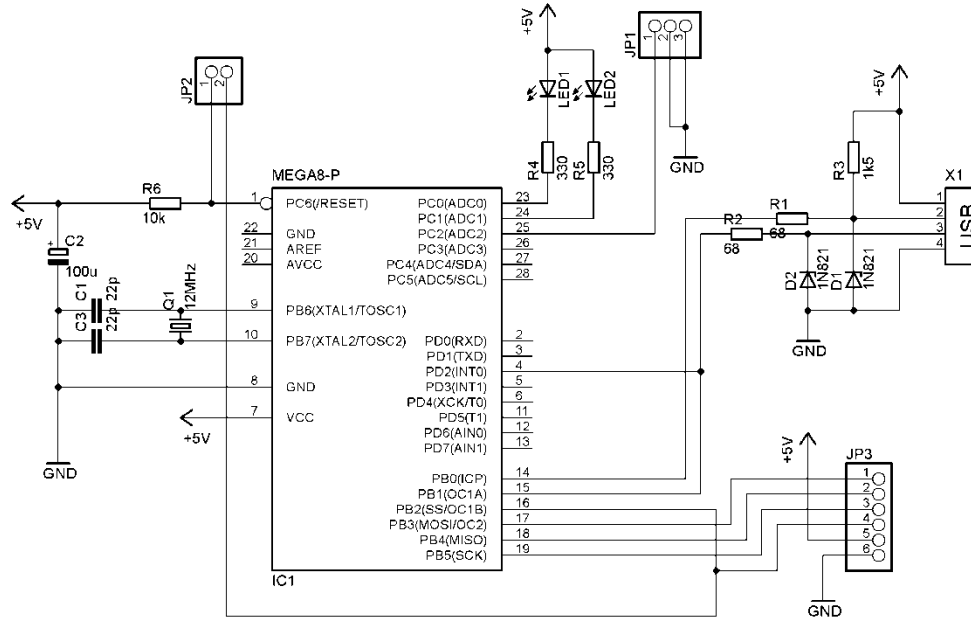 +5V
JP1
1
2
3
JP2
1
2
LED1
LED2
+5V
R4
330
R5
330
GND
R3
1k5
X1
MEGA8-P
R6
10k
+5V
1
PC6(/RESET)
PC0(ADC0)
23
22
GND
PC1(ADC1)
24
21
AREF
PC2(ADC2)
25
20
AVCC
PC3(ADC3)
26
PC4(ADC4/SDA)
27
PC5(ADC5/SCL)
28
R1
68
R2
68
1
2
3
4
USB
C2
+
100u
C1
22p
C3
22p
Q1
12MHz
D2
1N821
D1
1N821
GND
9
PB6(XTAL1/TOSC1)
10
PB7(XTAL2/TOSC2)
PD0(RXD)
2
PD1(TXD)
3
PD2(INT0)
4
8
GND
PD3(INT1)
5
PD4(XCK/T0)
6
7
VCC
PD5(T1)
11
+5V
PD6(AIN0)
12
PD7(AIN1)
13
GND
+5V
JP3
PB0(ICP)
14
PB1(OC1A)
15
PB2(SS/OC1B)
16
PB3(MOSI/OC2)
17
PB4(MISO)
18
PB5(SCK)
19
1
2
3
4
5
6
IC1
GND